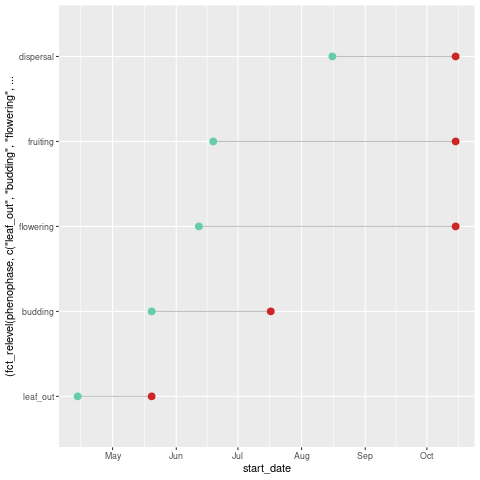 dispersal
fruiting
flowering
budding
leaf_out
(fct_relevel(phenophase, c("leaf_out", "budding", "flowering", ...
May Jun Jul Aug Sep Oct
start_date